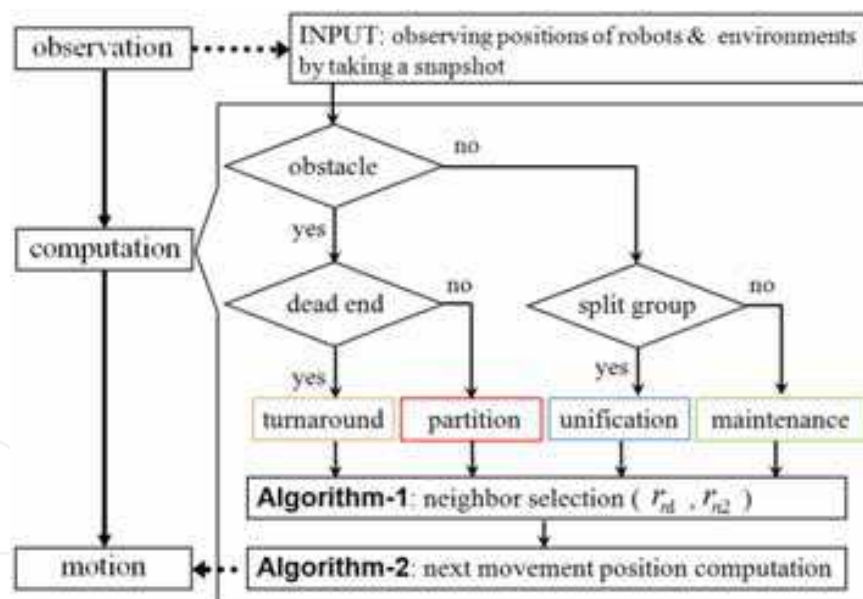 observation
INPUT: observing positions of robots & environments
by taking a snapshot
obstacle
no
yes
computation
dead end
no
split group
no
yes
yes
turnaround
partition
unification
maintenance
Algorithm-1: neighbor selection ( r_n1 , r_n2 )
motion
Algorithm-2: next movement position computation